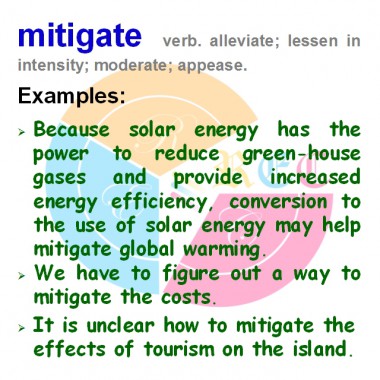 mitigate verb. alleviate; lessen in
intensity; moderate; appease.
Examples:
➢ Because solar energy has the
power to reduce green-house
gases and provide increased
energy efficiency, conversion to
the use of solar energy may help
mitigate global warming.
➢ We have to figure out a way to
mitigate the costs.
➢ It is unclear how to mitigate the
effects of tourism on the island.